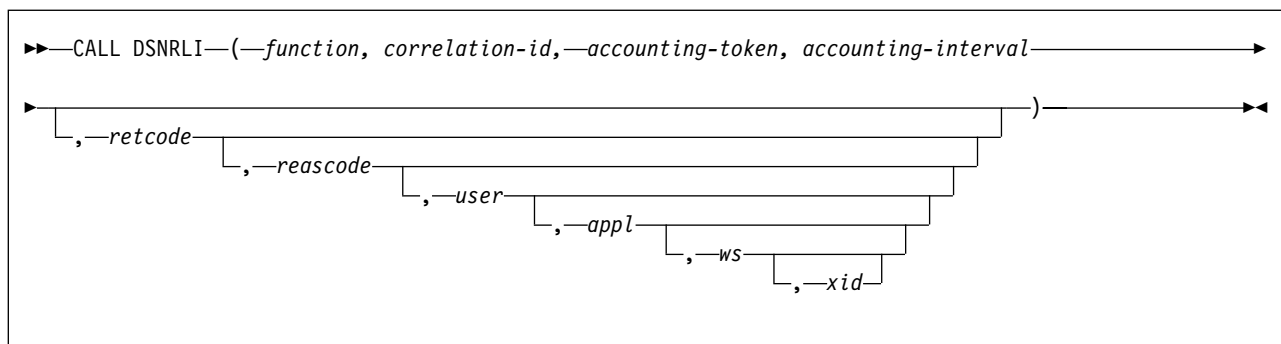 CALL DSNRLI ( function, correlation-id, accounting-token, accounting-interval
)
, retcode
, reascode
, user
, appl
, ws
, xid